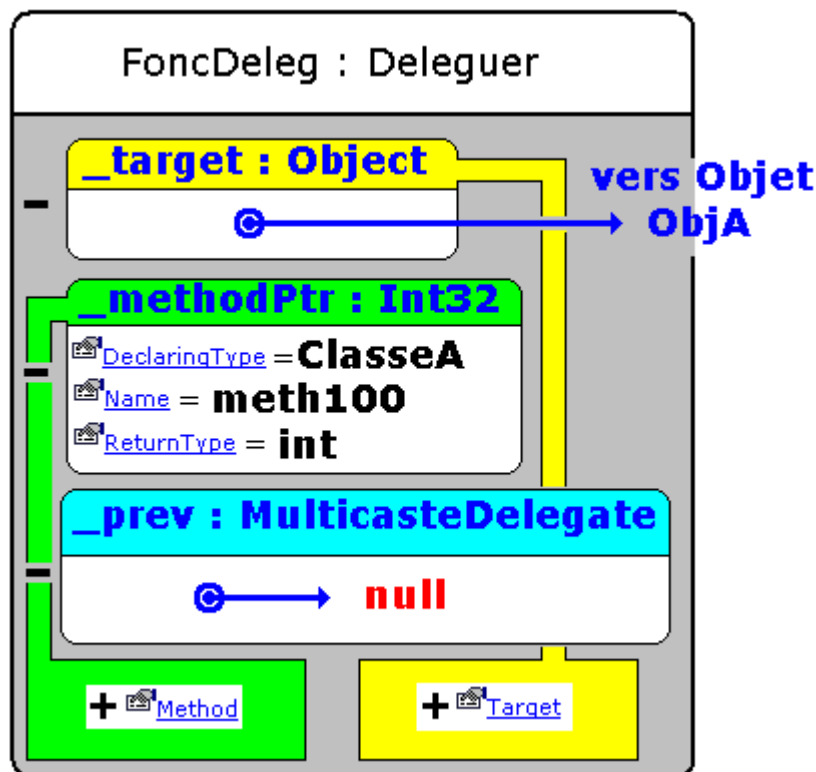 FoncDeleg : Deleguer
_target : Object
vers Objet
ObjA
_methodPtr : Int32
DeclaringType =ClasseA
Name = meth100
ReturnType = int
_prev : MulticasteDelegate
null
+ Method
+ Target